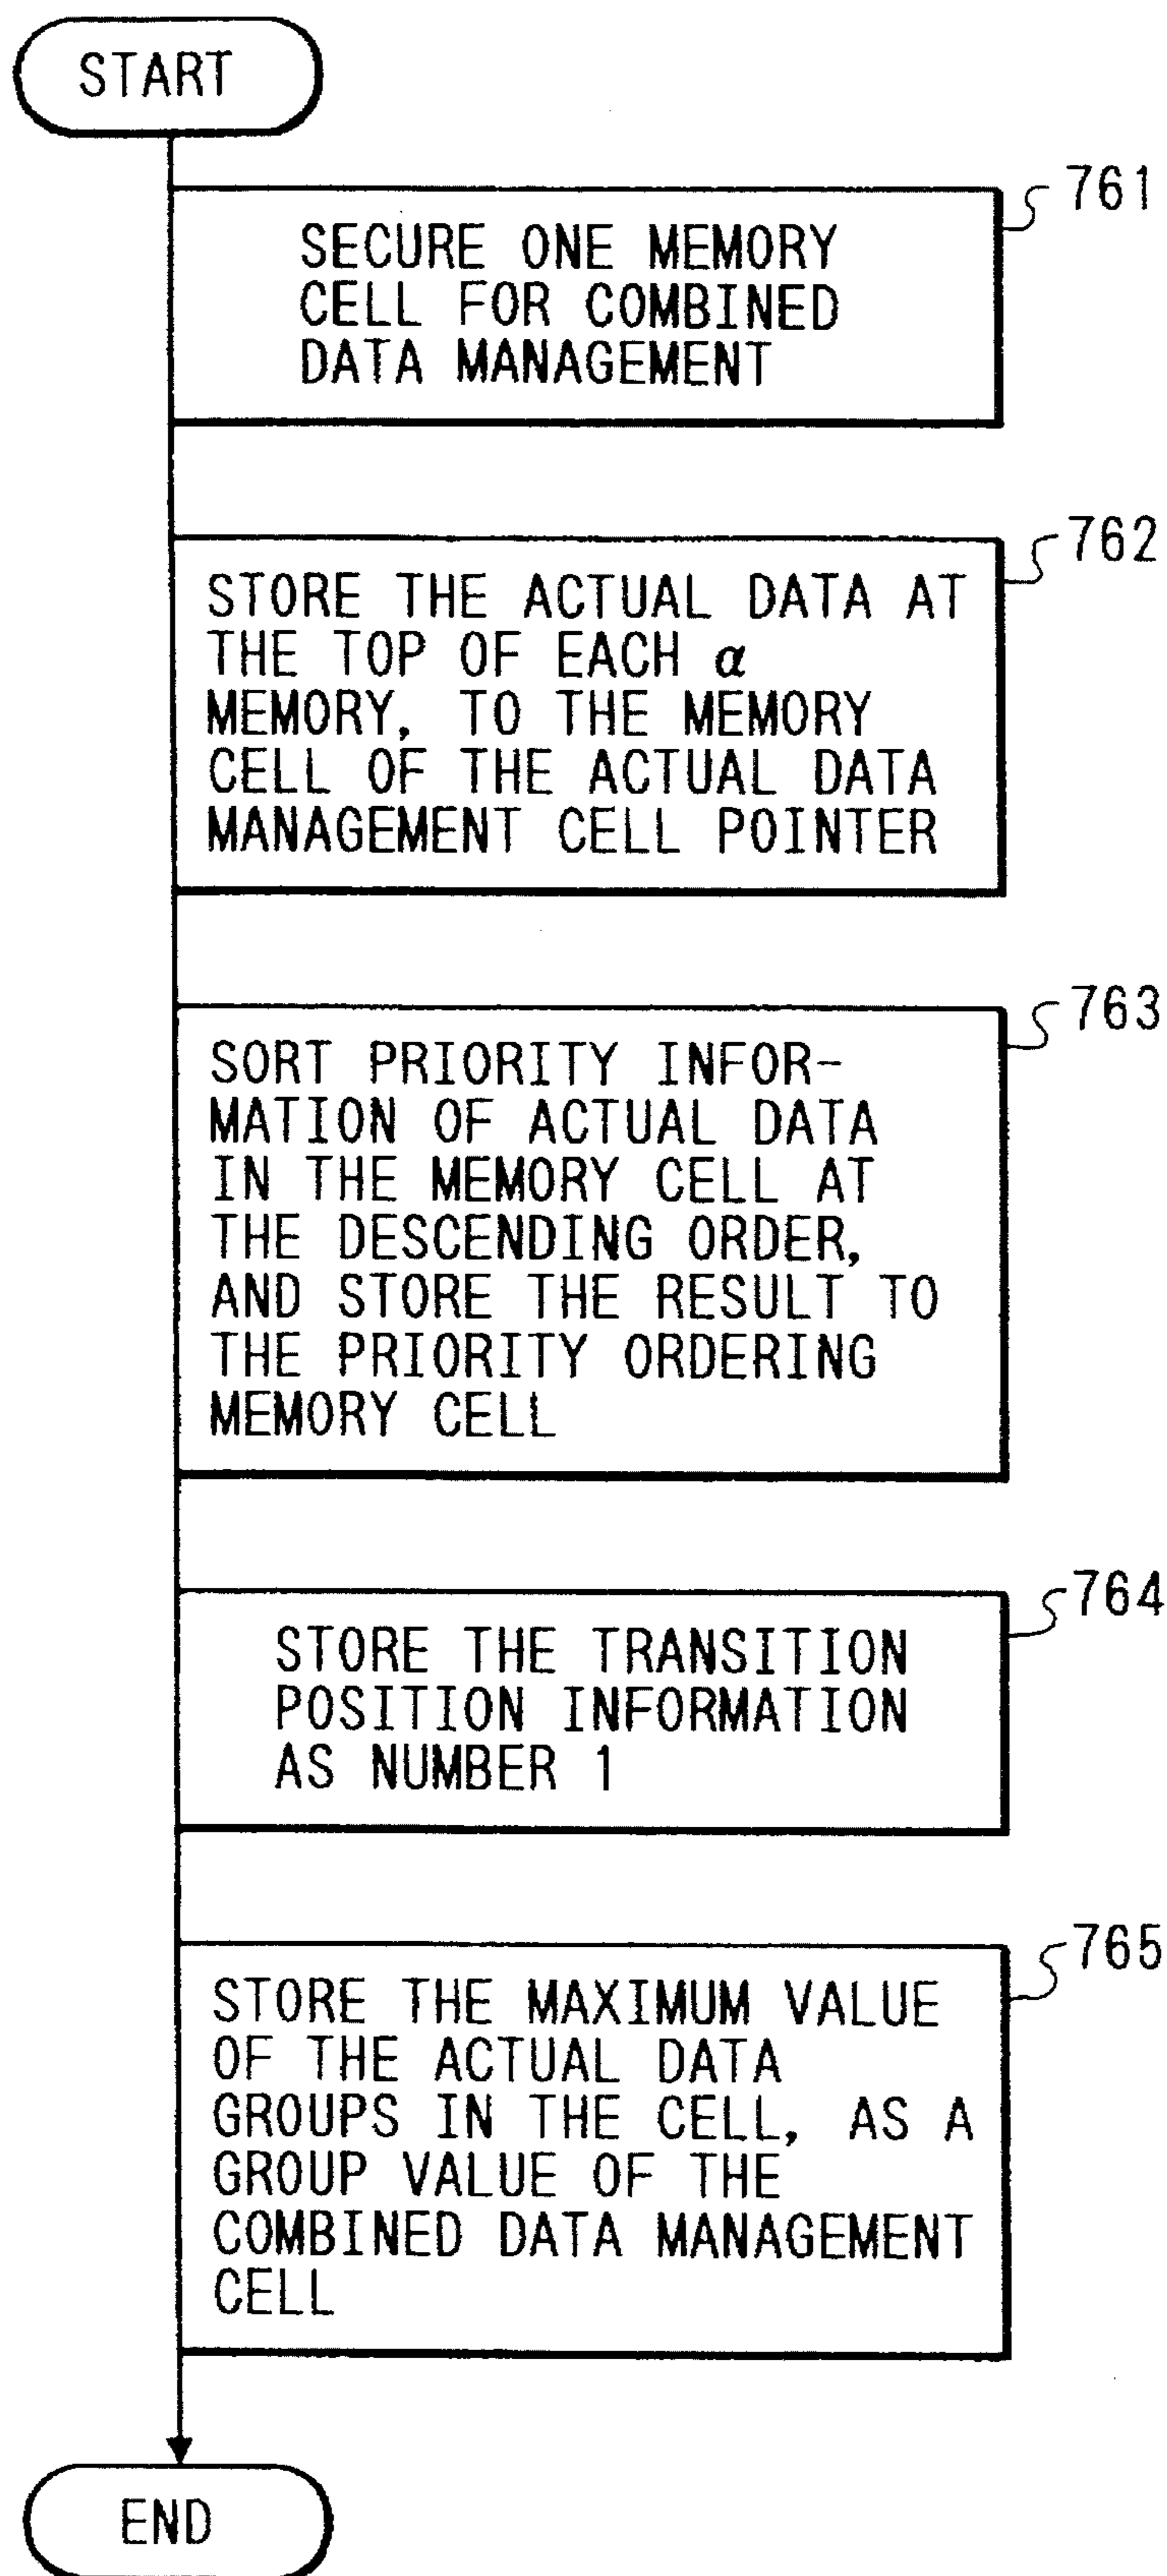 START
761
SECURE ONE MEMORY
CELL FOR COMBINED
DATA MANAGEMENT
762
STORE THE ACTUAL DATA AT
THE TOP OF EACH α
MEMORY, TO THE MEMORY
CELL OF THE ACTUAL DATA
MANAGEMENT CELL POINTER
763
SORT PRIORITY INFOR-
MATION OF ACTUAL DATA
IN THE MEMORY CELL AT
THE DESCENDING ORDER,
AND STORE THE RESULT TO
THE PRIORITY ORDERING
MEMORY CELL
764
STORE THE TRANSITION
POSITION INFORMATION
AS NUMBER 1
765
STORE THE MAXIMUM VALUE
OF THE ACTUAL DATA
GROUPS IN THE CELL, AS A
GROUP VALUE OF THE
COMBINED DATA MANAGEMENT
CELL
END